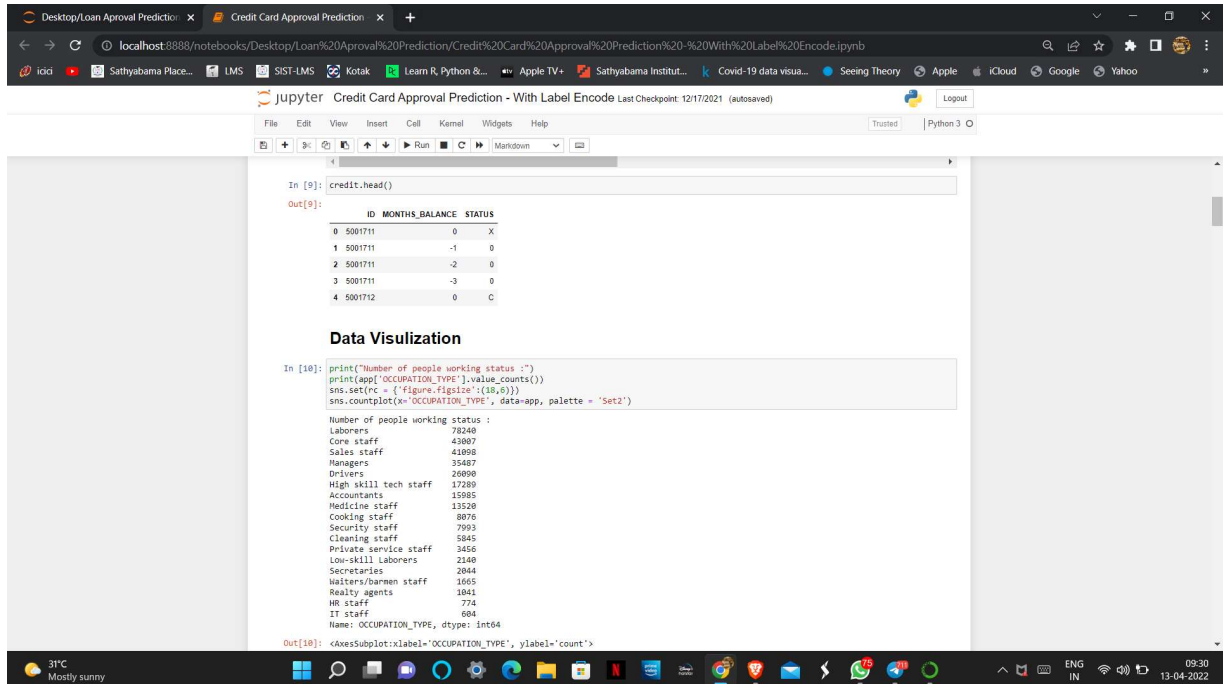 Desktop/Loan Aproval Prediction
Credit Card Approval Prediction
localhost:8888/notebooks/Desktop/Loan%20Aproval%20Prediction/Credit%20Card%20Approval%20Prediction%20-%20With%20Label%20Encode.ipynb
icici Sathyabama Place... LMS SIST-LMS Kotak Learn R, Python &... Apple TV+ Sathyabama Institut... Covid-19 data visua... Seeing Theory Apple iCloud Google Yahoo »
jupyter Credit Card Approval Prediction - With Label Encode Last Checkpoint: 12/17/2021 (autosaved) Logout
File Edit View Insert Cell Kernel Widgets Help Trusted Python 3
Run Markdown
In [9]: credit.head()
Out[9]:
ID MONTHS_BALANCE STATUS
0 5001711 0 X
1 5001711 -1 0
2 5001711 -2 0
3 5001711 -3 0
4 5001712 0 C
Data Visulization
In [10]: print("Number of people working status :")
print(app['OCCUPATION_TYPE'].value_counts())
sns.set(rc = {'figure.figsize':(18,6)})
sns.countplot(x='OCCUPATION_TYPE', data=app, palette = 'Set2')
Number of people working status :
Laborers 78240
Core staff 43007
Sales staff 41098
Managers 35487
Drivers 26090
High skill tech staff 17289
Accountants 15985
Medicine staff 13520
Cooking staff 8076
Security staff 7993
Cleaning staff 5845
Private service staff 3456
Low-skill Laborers 2140
Secretaries 2044
Waiters/barmen staff 1665
Realty agents 1041
HR staff 774
IT staff 604
Name: OCCUPATION_TYPE, dtype: int64
Out[10]: <AxesSubplot:xlabel='OCCUPATION_TYPE', ylabel='count'>
31°C
Mostly sunny
ENG
IN
09:30
13-04-2022